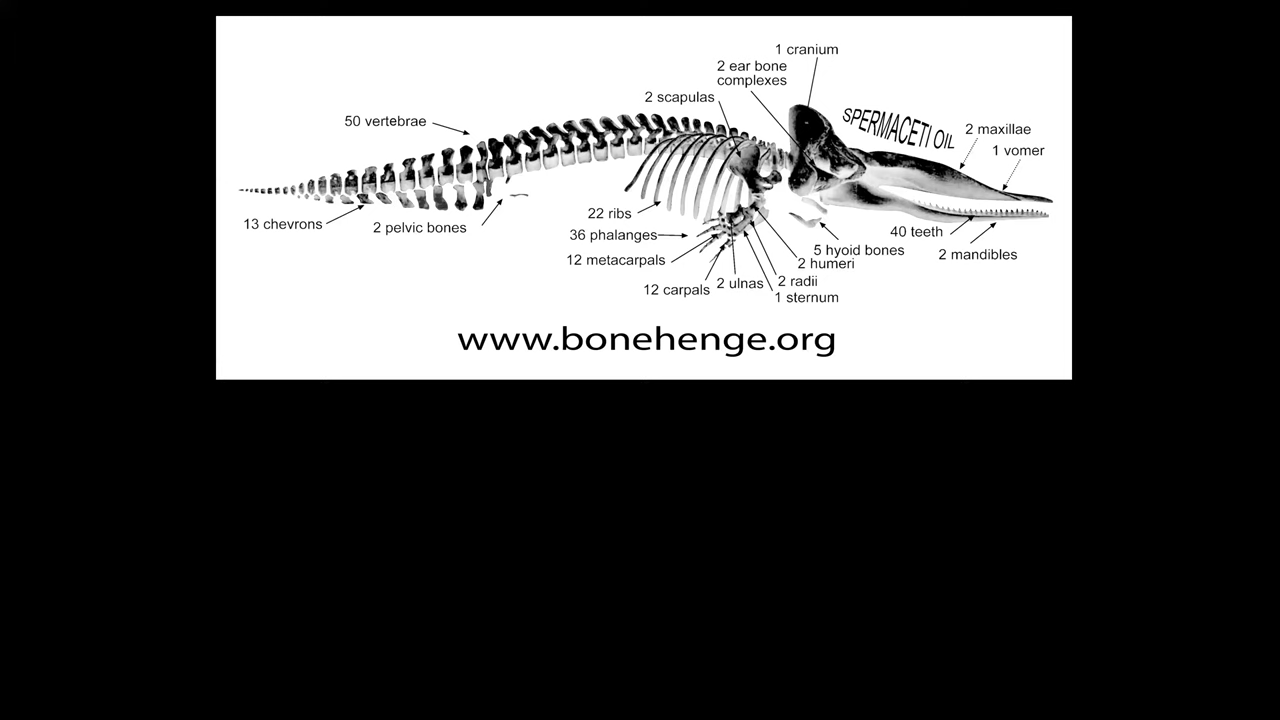 1 cranium
2 ear bone
complexes
2 scapulas
SPERMACETI OIL
50 vertebrae
2 maxillae
1 vomer
13 chevrons
2 pelvic bones
22 ribs
36 phalanges
12 metacarpals
12 carpals
2 ulnas
2 radii
1 sternum
2 humeri
5 hyoid bones
40 teeth
2 mandibles
www.bonehenge.org